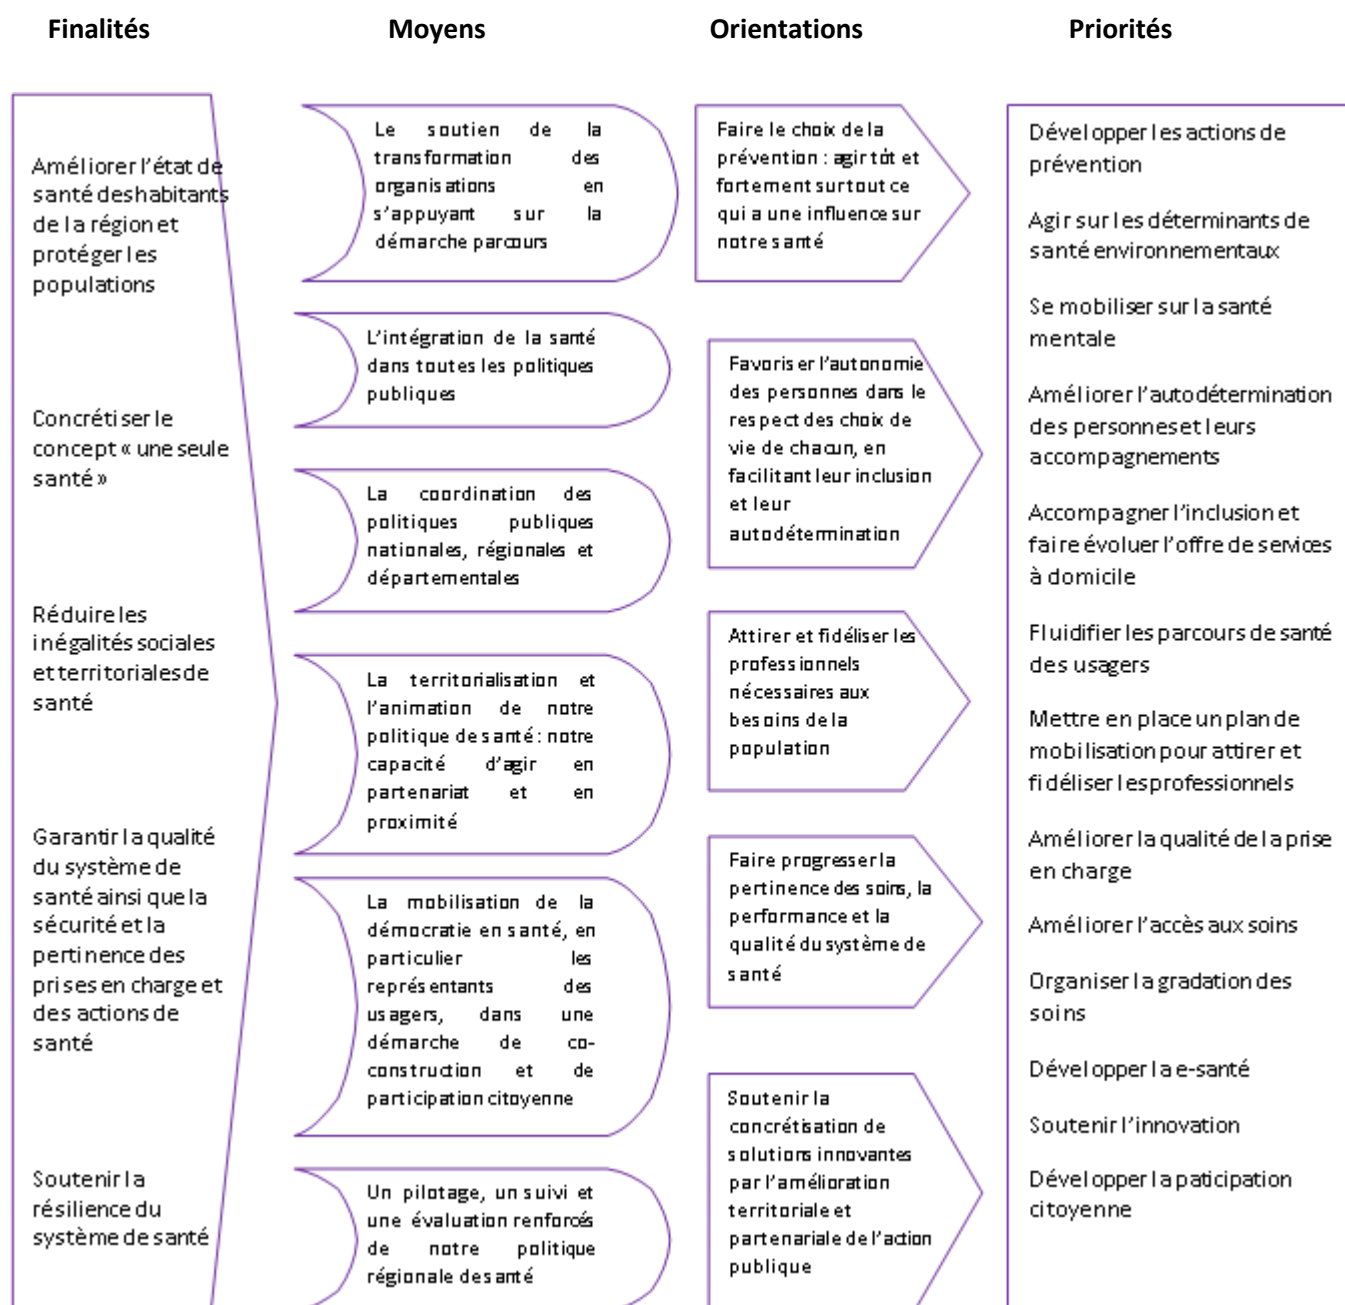 Finalités
Moyens
Orientations
Priorités
Améliorer l'état de
santé des habitants
de la région et
protéger les
populations
Concrétiser le
concept « une seule
santé »
Réduire les
inégalités sociales
et territoriales de
santé
Garantir la qualité
du système de
santé ainsi que la
sécurité et la
pertinence des
prises en charge et
des actions de
santé
Soutenir la
résilience du
système de santé
Le soutien de la
transformation des
organisations en
s'appuyant sur la
démarche parcours
L'intégration de la santé
dans toutes les politiques
publiques
La coordination des
politiques publiques
nationales, régionales et
départementales
La territorialisation et
l'animation de notre
politique de santé : notre
capacité d'agir en
partenariat et en
proximité
La mobilisation de la
démocratie en santé, en
particulier les
représentants des
usagers, dans une
démarche de co-
construction et de
participation citoyenne
Un pilotage, un suivi et
une évaluation renforcés
de notre politique
régionale de santé
Faire le choix de la
prévention : agir tôt et
fortement sur tout ce
qui a une influence sur
notre santé
Favoriser l'autonomie
des personnes dans le
respect des choix de
vie de chacun, en
facilitant leur inclusion
et leur
autodétermination
Attirer et fidéliser les
professionnels
nécessaires aux
besoins de la
population
Faire progresser la
pertinence des soins, la
performance et la
qualité du système de
santé
Soutenir la
concrétisation de
solutions innovantes
par l'amélioration
territoriale et
partenariale de l'action
publique
Développer les actions de
prévention
Agir sur les déterminants de
santé environnementaux
Se mobiliser sur la santé
mentale
Améliorer l'autodétermination
des personnes et leurs
accompagnements
Accompagner l'inclusion et
faire évoluer l'offre de services
à domicile
Fluidifier les parcours de santé
des usagers
Mettre en place un plan de
mobilisation pour attirer et
fidéliser les professionnels
Améliorer la qualité de la prise
en charge
Améliorer l'accès aux soins
Organiser la gradation des
soins
Développer la e-santé
Soutenir l'innovation
Développer la paticipation
citoyenne